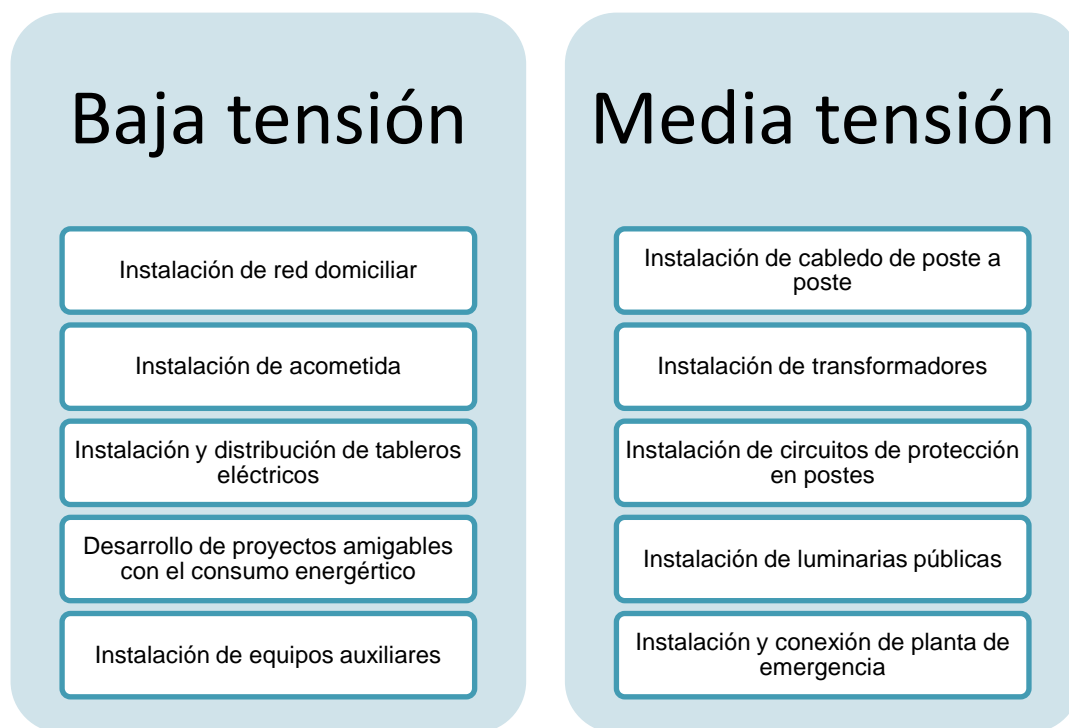 Baja tensión
Instalación de red domiciliar
Instalación de acometida
Instalación y distribución de tableros
eléctricos
Desarrollo de proyectos amigables
con el consumo energértico
Instalación de equipos auxiliares
Media tensión
Instalación de cabledo de poste a
poste
Instalación de transformadores
Instalación de circuitos de protección
en postes
Instalación de luminarias públicas
Instalación y conexión de planta de
emergencia